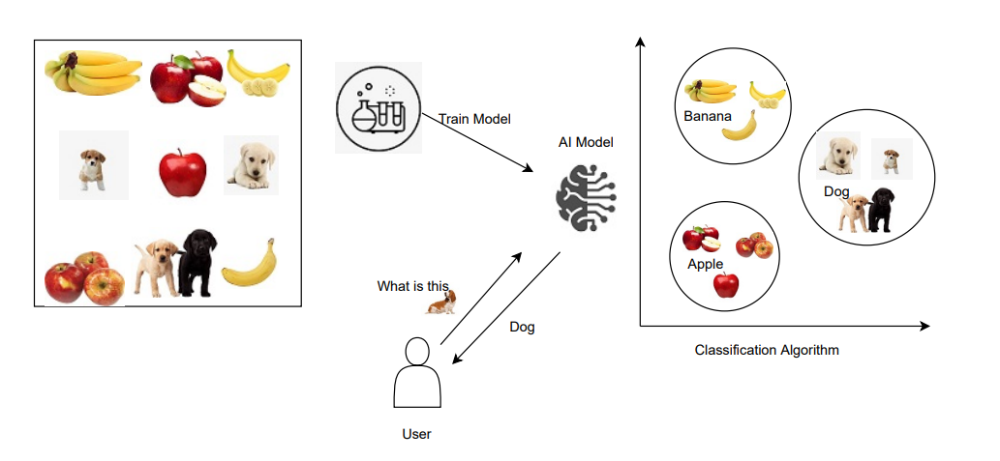 Train Model
AI Model
What is this
Dog
User
Banana
Dog
Apple
Classification Algorithm